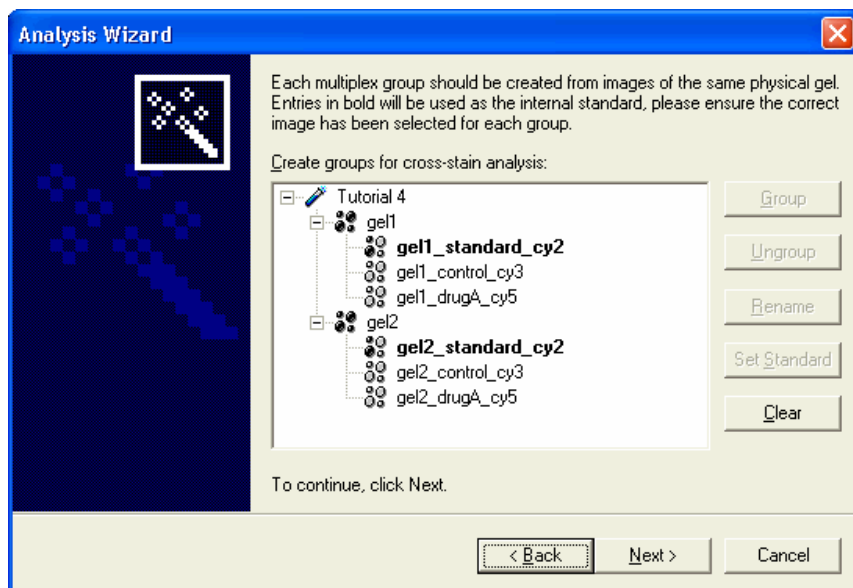 Analysis Wizard
Each multiplex group should be created from images of the same physical gel.
Entries in bold will be used as the internal standard, please ensure the correct
image has been selected for each group.
Create groups for cross-stain analysis:
Tutorial 4
gel1
gel1_standard_cy2
gel1_control_cy3
gel1_drugA_cy5
gel2
gel2_standard_cy2
gel2_control_cy3
gel2_drugA_cy5
Group
Ungroup
Rename
Set Standard
Clear
To continue, click Next.
< Back
Next >
Cancel